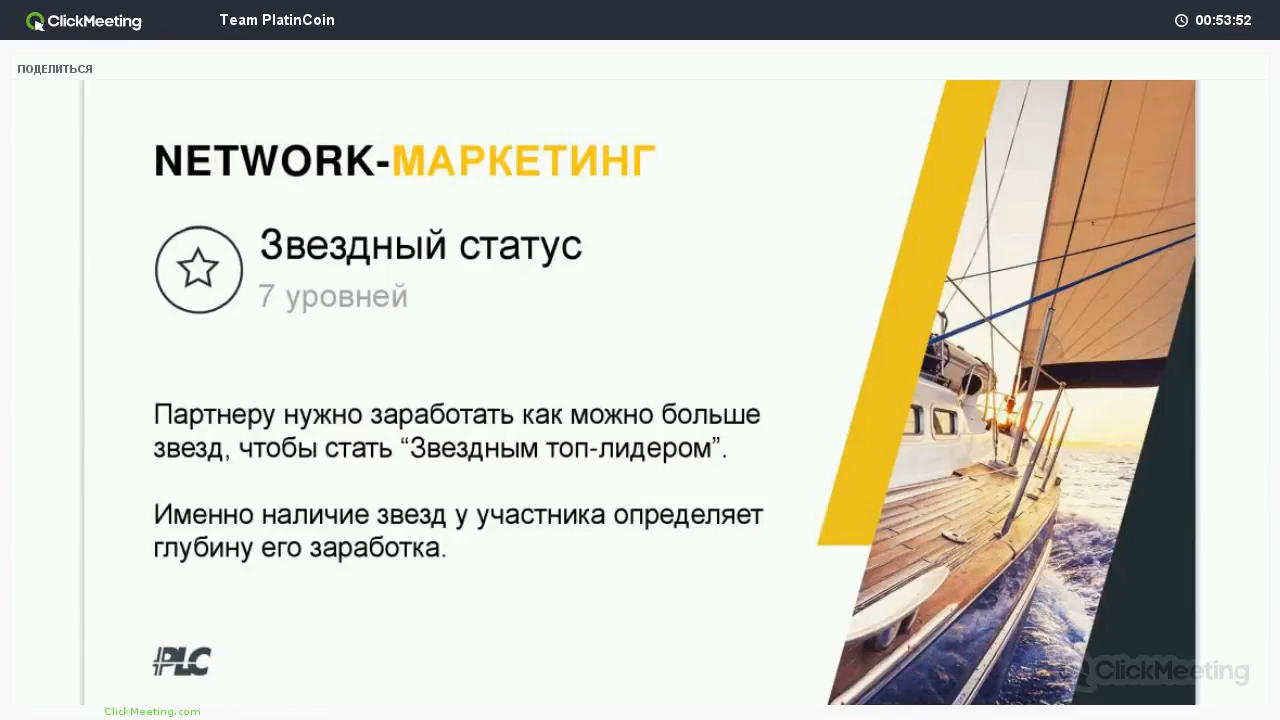 ClickMeeting
Team PlatinCoin
00:53:52
ПОДЕЛИТЬСЯ
NETWORK-МАРКЕТИНГ
Звездный статус
7 уровней
Партнеру нужно заработать как можно больше
звезд, чтобы стать “Звездным топ-лидером”.
Именно наличие звезд у участника определяет
глубину его заработка.
PLC
ClickMeeting
ClickMeeting.com